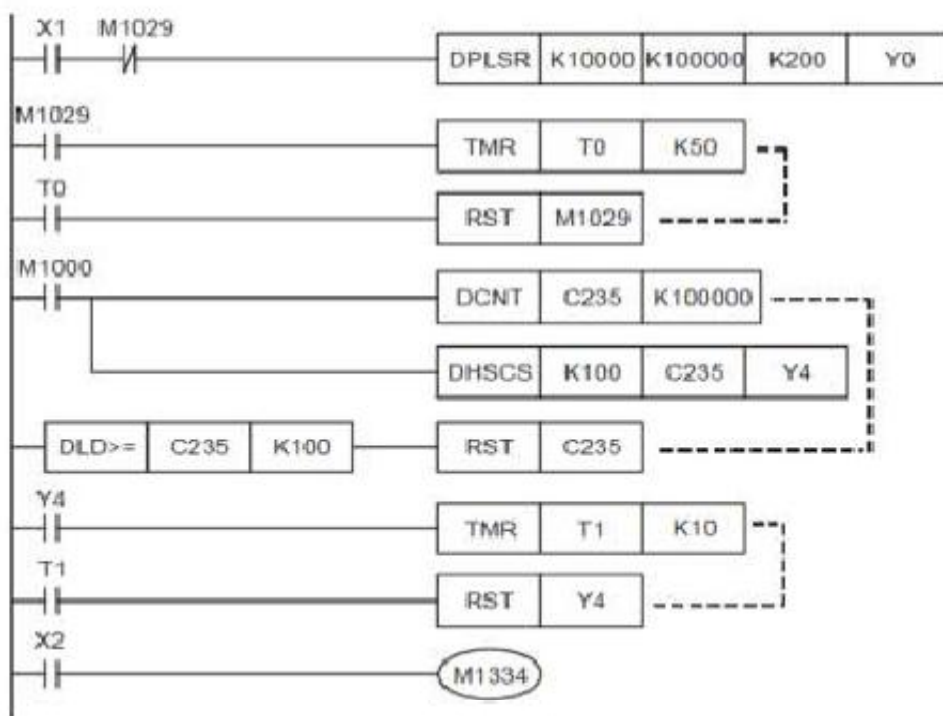 X1 M1029
DPLSR K10000 K100000 K200 Y0
M1029
TMR T0 K50
T0
RST M1029
M1000
DCNT C235 K100000
DHSCS K100 C235 Y4
DLD>= C235 K100 RST C235
Y4
TMR T1 K10
T1
RST Y4
X2
M1334